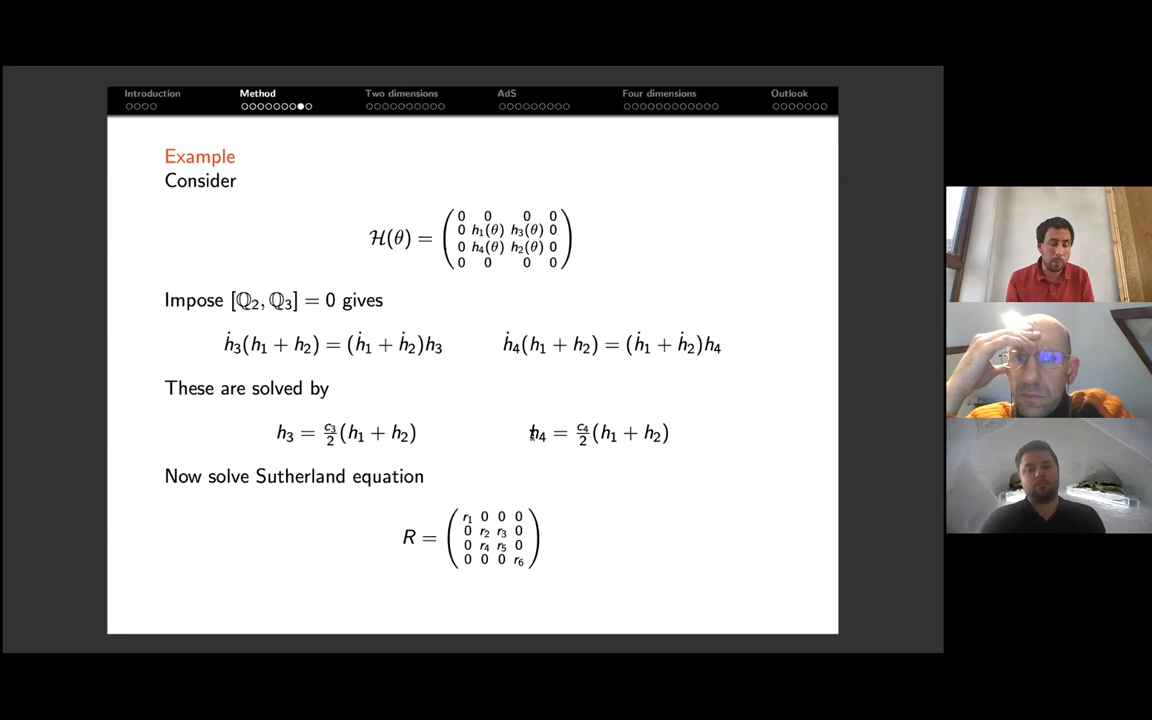 Introduction Method Two dimensions AdS Four dimensions Outlook
Example
Consider
ℋ(θ) = ( 0 0 0 0
0 h₁(θ) h₃(θ) 0
0 h₄(θ) h₂(θ) 0
0 0 0 0 )
Impose [ℚ₂, ℚ₃] = 0 gives
ḣ₃(h₁ + h₂) = (ḣ₁ + ḣ₂)h₃ ḣ₄(h₁ + h₂) = (ḣ₁ + ḣ₂)h₄
These are solved by
h₃ = c₃/2 (h₁ + h₂) h₄ = c₄/2 (h₁ + h₂)
Now solve Sutherland equation
R = ( r₁ 0 0 0
0 r₂ r₃ 0
0 r₄ r₅ 0
0 0 0 r₆ )